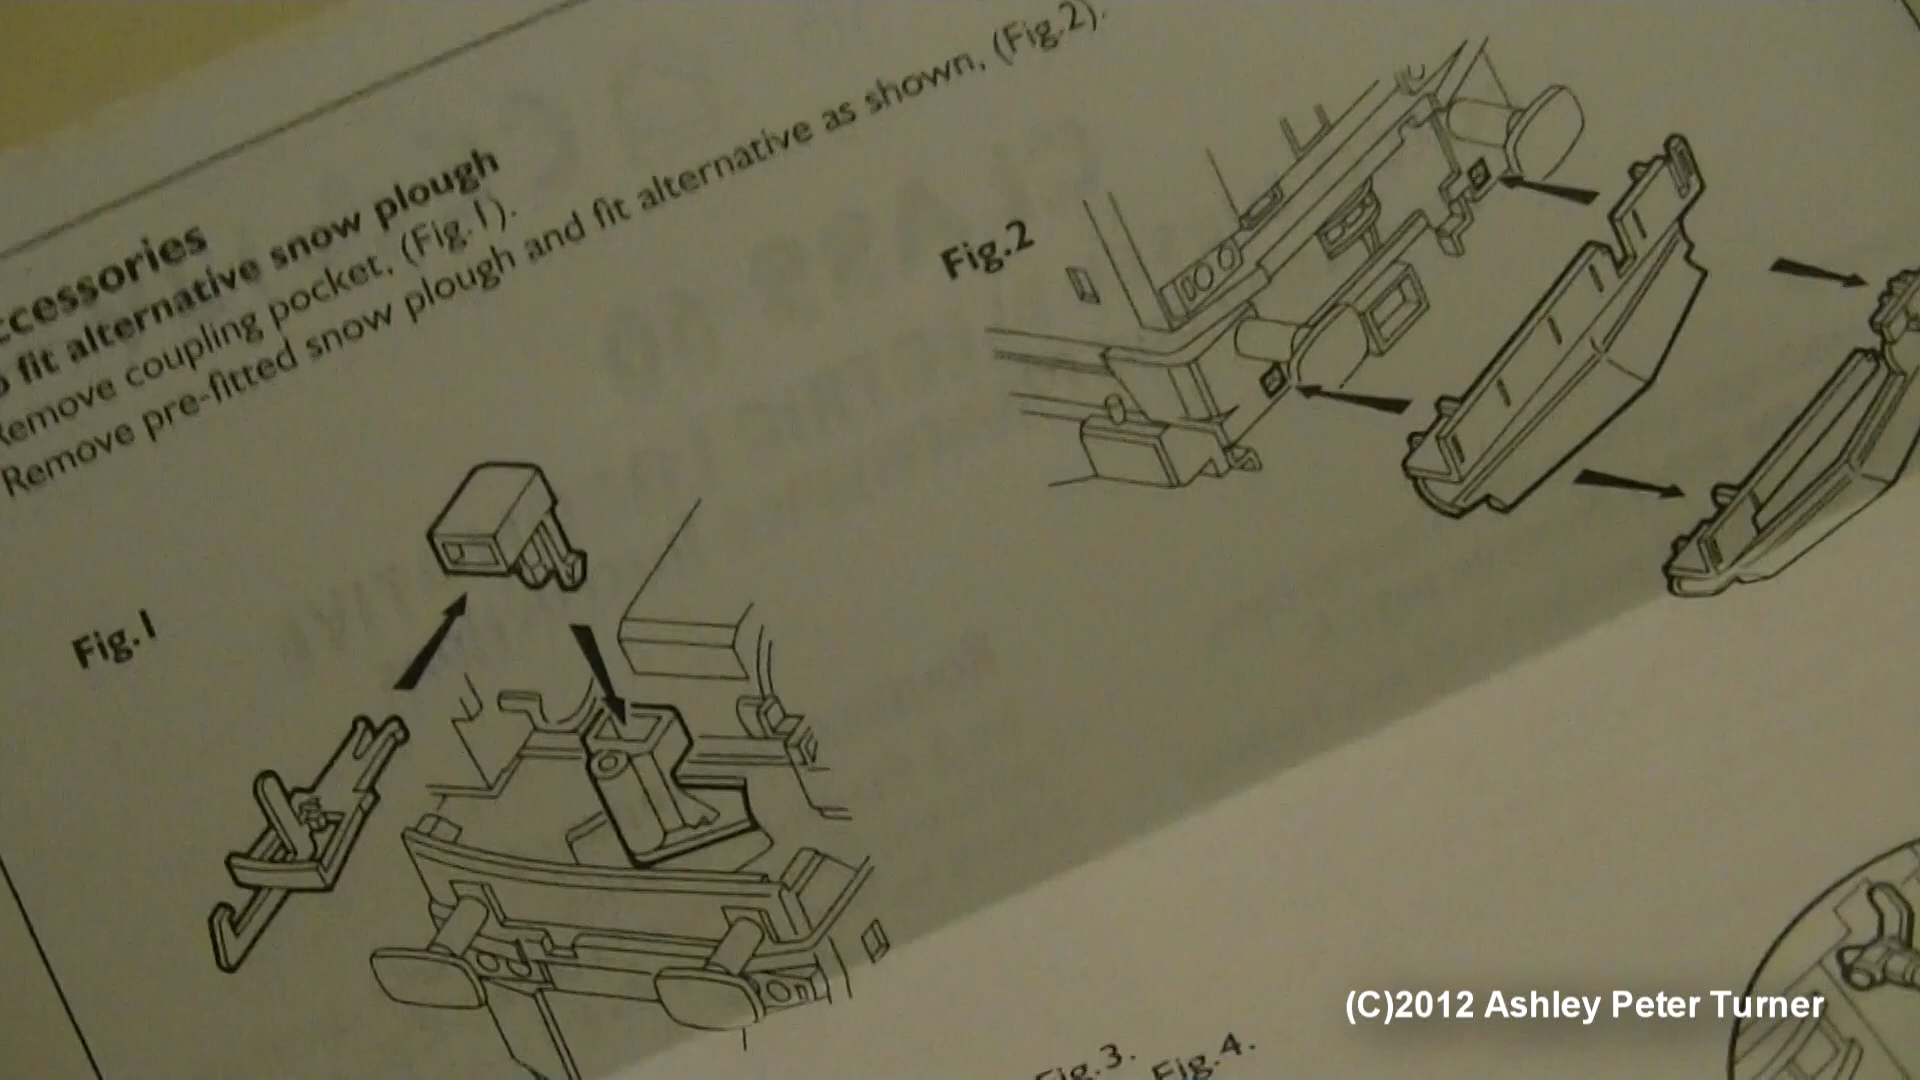 ccessories
o fit alternative snow plough
Remove coupling pocket, (Fig.1).
Remove pre-fitted snow plough and fit alternative as shown, (Fig.2).
Fig.2
Fig.1
Fig.3. Fig.4.
(C)2012 Ashley Peter Turner